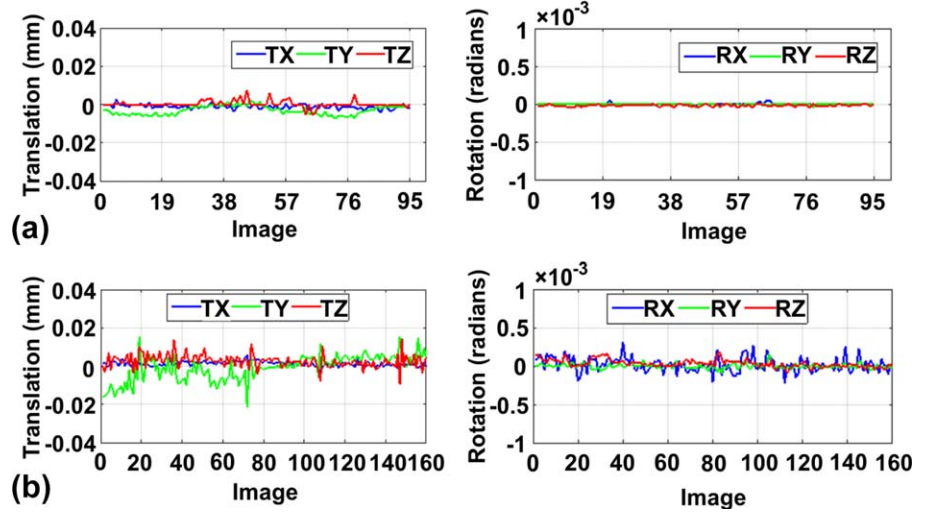 Translation (mm)
0.04
0.02
0
-0.02
-0.04
TX TY TZ
0 19 38 57 76 95
Image
(a)
×10-3
Rotation (radians)
1
0.5
0
-0.5
-1
RX RY RZ
0 19 38 57 76 95
Image
Translation (mm)
0.04
0.02
0
-0.02
-0.04
TX TY TZ
0 20 40 60 80 100 120 140 160
Image
(b)
×10-3
Rotation (radians)
1
0.5
0
-0.5
-1
RX RY RZ
0 20 40 60 80 100 120 140 160
Image